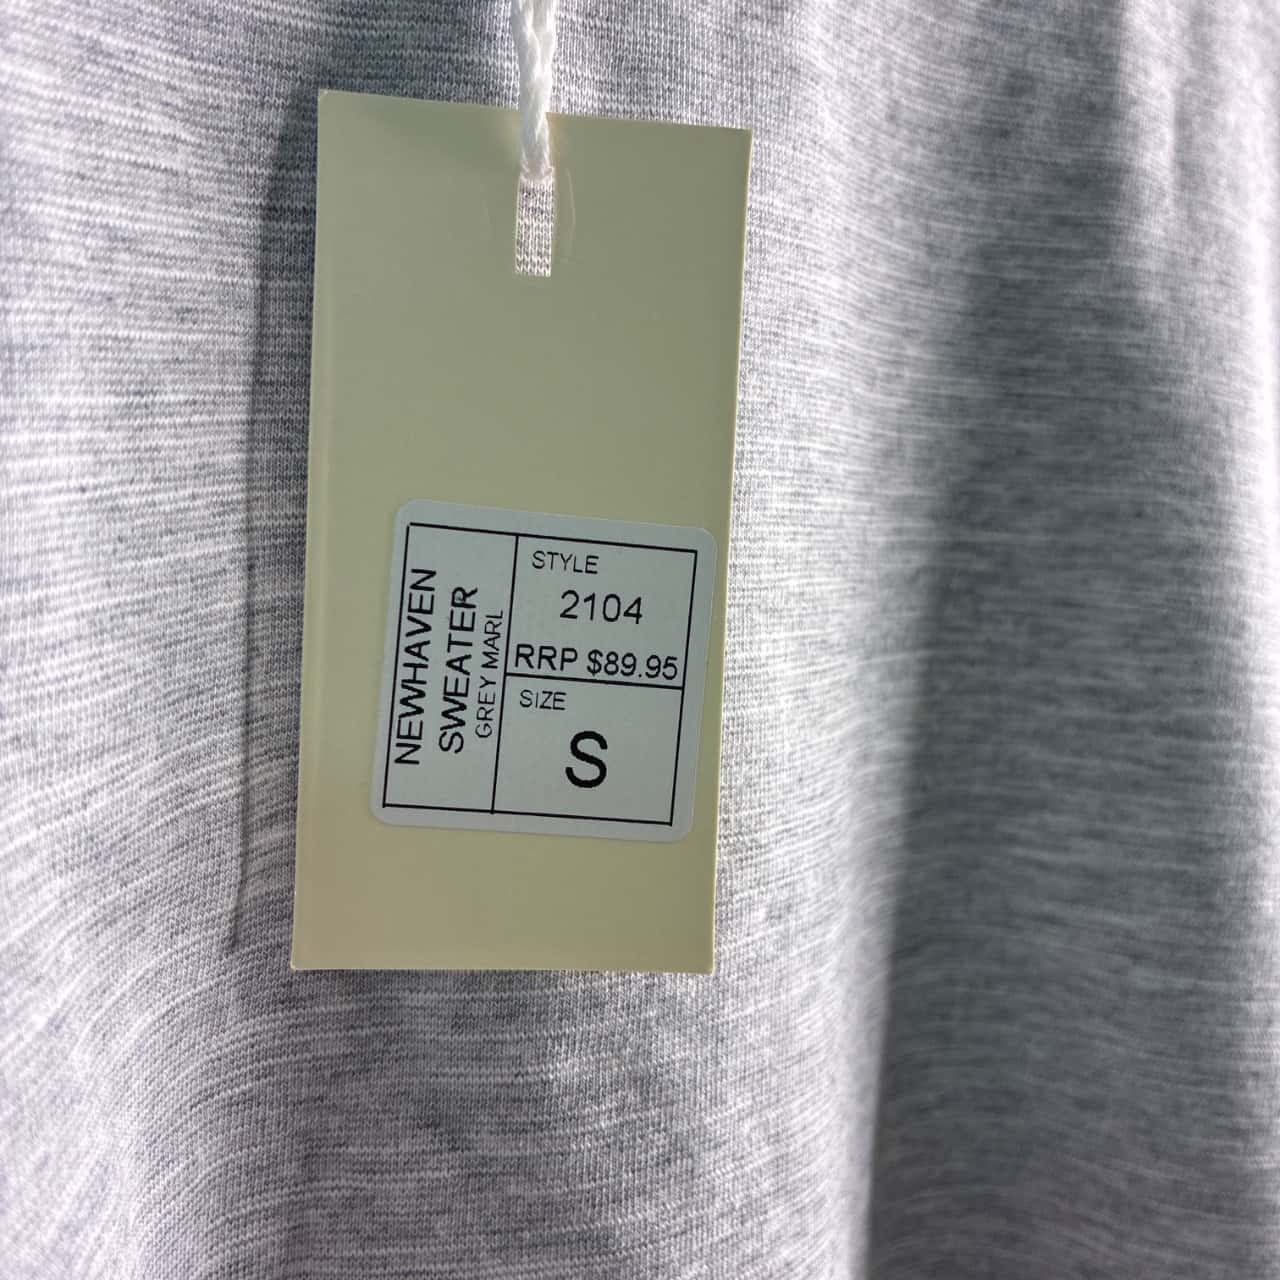 NEWHAVEN
SWEATER
GREY MARL
STYLE
2104
RRP $89.95
SIZE
S